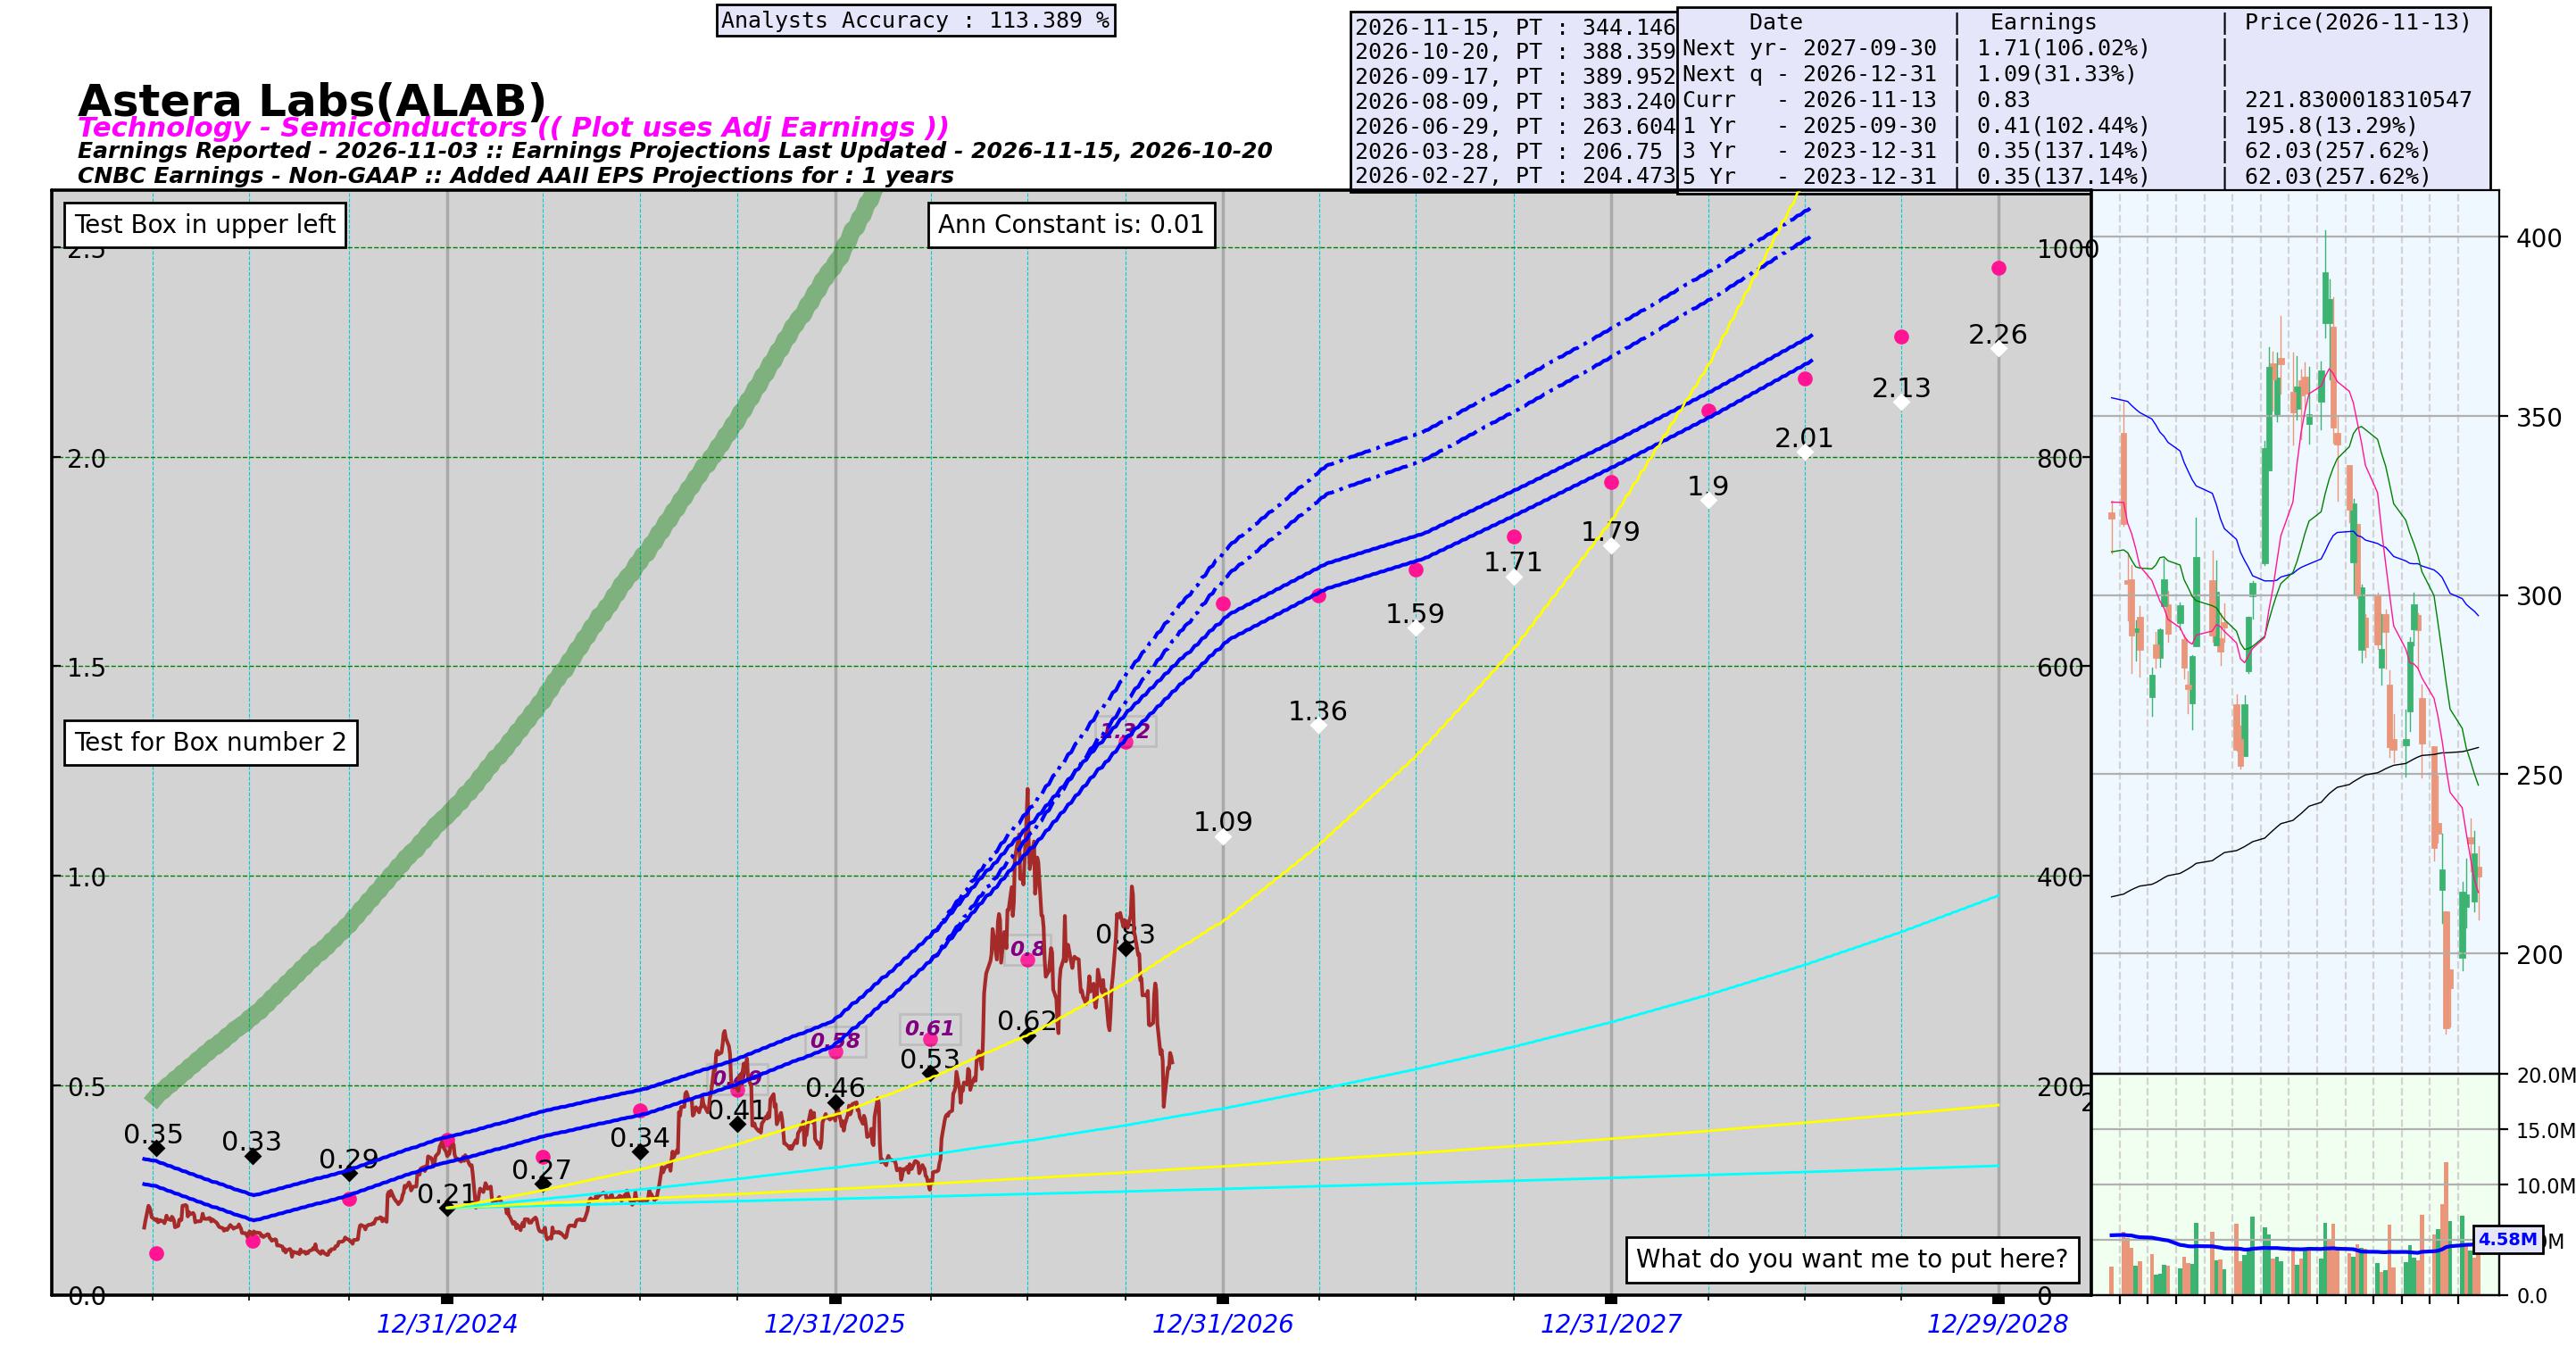 Analysts Accuracy : 113.389 %
2026-11-15, PT : 344.146
2026-10-20, PT : 388.359
2026-09-17, PT : 389.952
2026-08-09, PT : 383.240
2026-06-29, PT : 263.604
2026-03-28, PT : 206.75
2026-02-27, PT : 204.473
Date | Earnings | Price(2026-11-13)
Next yr- 2027-09-30 | 1.71(106.02%) |
Next q - 2026-12-31 | 1.09(31.33%) |
Curr - 2026-11-13 | 0.83 | 221.8300018310547
1 Yr - 2025-09-30 | 0.41(102.44%) | 195.8(13.29%)
3 Yr - 2023-12-31 | 0.35(137.14%) | 62.03(257.62%)
5 Yr - 2023-12-31 | 0.35(137.14%) | 62.03(257.62%)
Astera Labs(ALAB)
Technology - Semiconductors (( Plot uses Adj Earnings ))
Earnings Reported - 2026-11-03 :: Earnings Projections Last Updated - 2026-11-15, 2026-10-20
CNBC Earnings - Non-GAAP :: Added AAII EPS Projections for : 1 years
Test Box in upper left
Ann Constant is: 0.01
Test for Box number 2
What do you want me to put here?
2.5
2.0
1.5
1.0
0.5
0.0
0.35
0.33
0.29
0.21
0.27
0.34
0.41
0.46
0.53
0.62
0.83
1.09
1.36
1.59
1.71
1.79
1.9
2.01
2.13
2.26
0.58
0.61
0.8
1.32
1000
800
600
400
200
0
12/31/2024
12/31/2025
12/31/2026
12/31/2027
12/29/2028
400
350
300
250
200
20.0M
15.0M
10.0M
4.58M
0.0